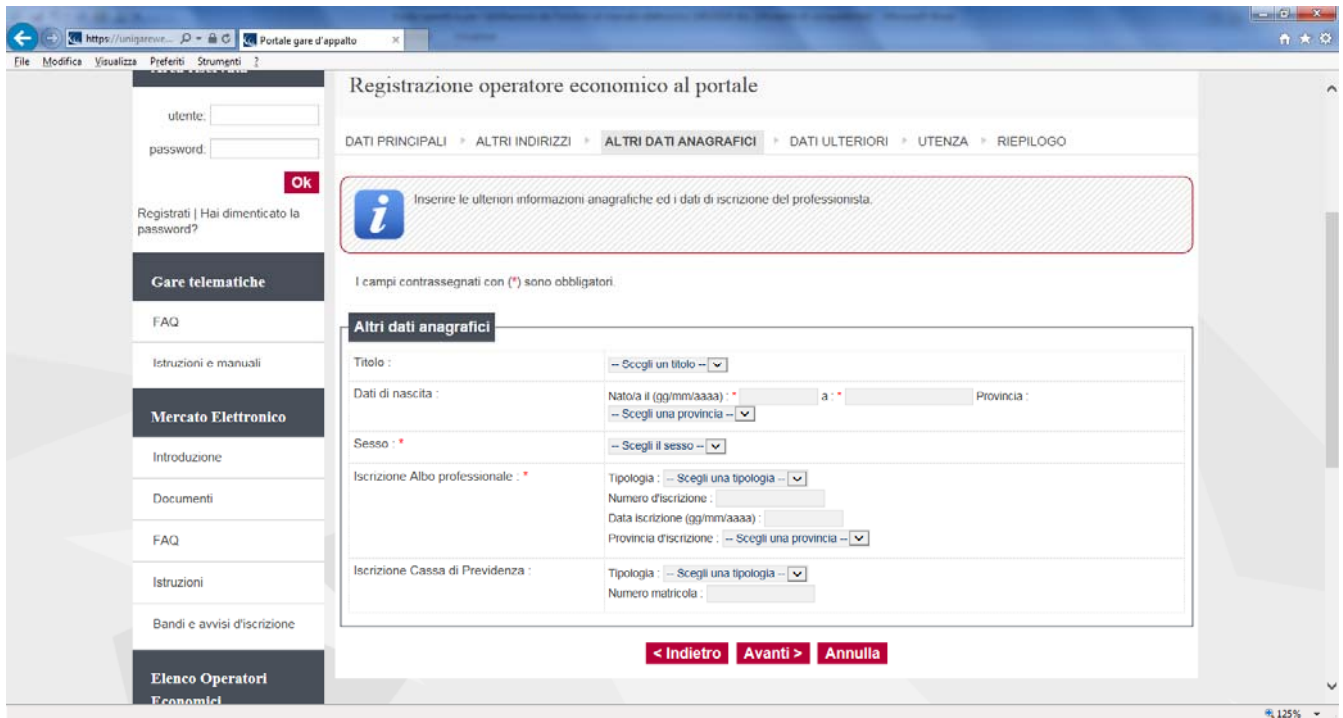 https://unigarewe...
Portale gare d'appalto
File Modifica Visualizza Preferiti Strumenti ?
utente:
password:
Ok
Registrati | Hai dimenticato la
password?
Gare telematiche
FAQ
Istruzioni e manuali
Mercato Elettronico
Introduzione
Documenti
FAQ
Istruzioni
Bandi e avvisi d'iscrizione
Elenco Operatori
Economici
Registrazione operatore economico al portale
DATI PRINCIPALI ALTRI INDIRIZZI ALTRI DATI ANAGRAFICI DATI ULTERIORI UTENZA RIEPILOGO
Inserire le ulteriori informazioni anagrafiche ed i dati di iscrizione del professionista.
I campi contrassegnati con (*) sono obbligatori.
Altri dati anagrafici
Titolo : -- Scegli un titolo --
Dati di nascita : Nato/a il (gg/mm/aaaa) : * a : * Provincia :
-- Scegli una provincia --
Sesso : * -- Scegli il sesso --
Iscrizione Albo professionale : * Tipologia : -- Scegli una tipologia --
Numero d'iscrizione :
Data iscrizione (gg/mm/aaaa) :
Provincia d'iscrizione : -- Scegli una provincia --
Iscrizione Cassa di Previdenza : Tipologia : -- Scegli una tipologia --
Numero matricola :
< Indietro Avanti > Annulla
125%